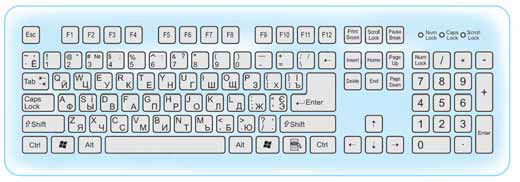 Esc F1 F2 F3 F4 F5 F6 F7 F8 F9 F10 F11 F12 Print Screen Scroll Lock Pause Break Num Lock Caps Lock Scroll Lock
! 1 @ 2 # № 3 $ 4 % 5 ^ 6 & 7 * 8 ( 9 ) 0 Insert Home Page Up Num Lock / * -
Tab Q Й W Ц E У R К T Е Y Н U Г I Ш O Щ P З { Х } Ї Delete End Page Down 7 8 9 +
Caps Lock A Ф S І D В F А G П H Р J О K Л L Д Ж Є Enter 4 5 6
Shift Z Я X Ч C С V М B И N Т M Ь < Б > Ю ? / Shift 1 2 3 Enter
Ctrl Alt Alt Ctrl 0 .